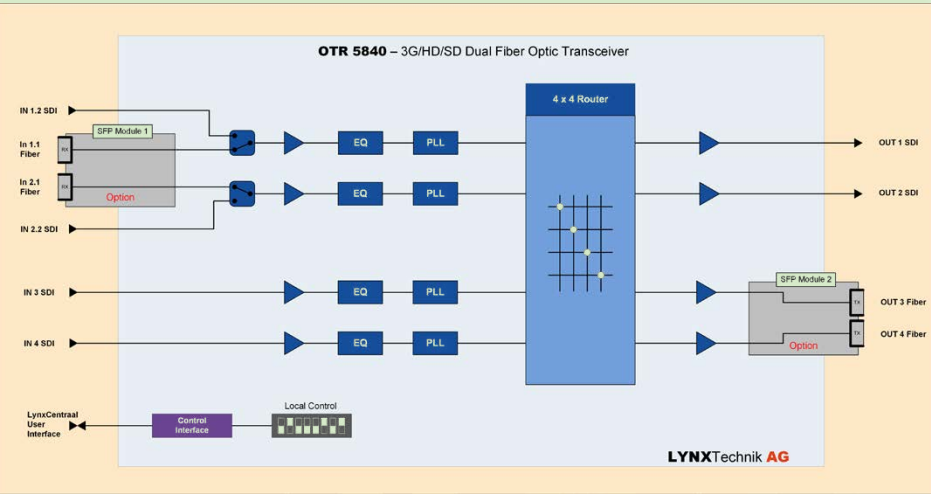 OTR 5840 – 3G/HD/SD Dual Fiber Optic Transceiver
4 x 4 Router
IN 1.2 SDI
SFP Module 1
In 1.1
Fiber
RX
EQ
PLL
OUT 1 SDI
In 2.1
Fiber
RX
Option
EQ
PLL
OUT 2 SDI
IN 2.2 SDI
SFP Module 2
IN 3 SDI
EQ
PLL
TX
OUT 3 Fiber
IN 4 SDI
EQ
PLL
Option
TX
OUT 4 Fiber
Local Control
LynxCentraal
User
Interface
Control
Interface
LYNXTechnik AG